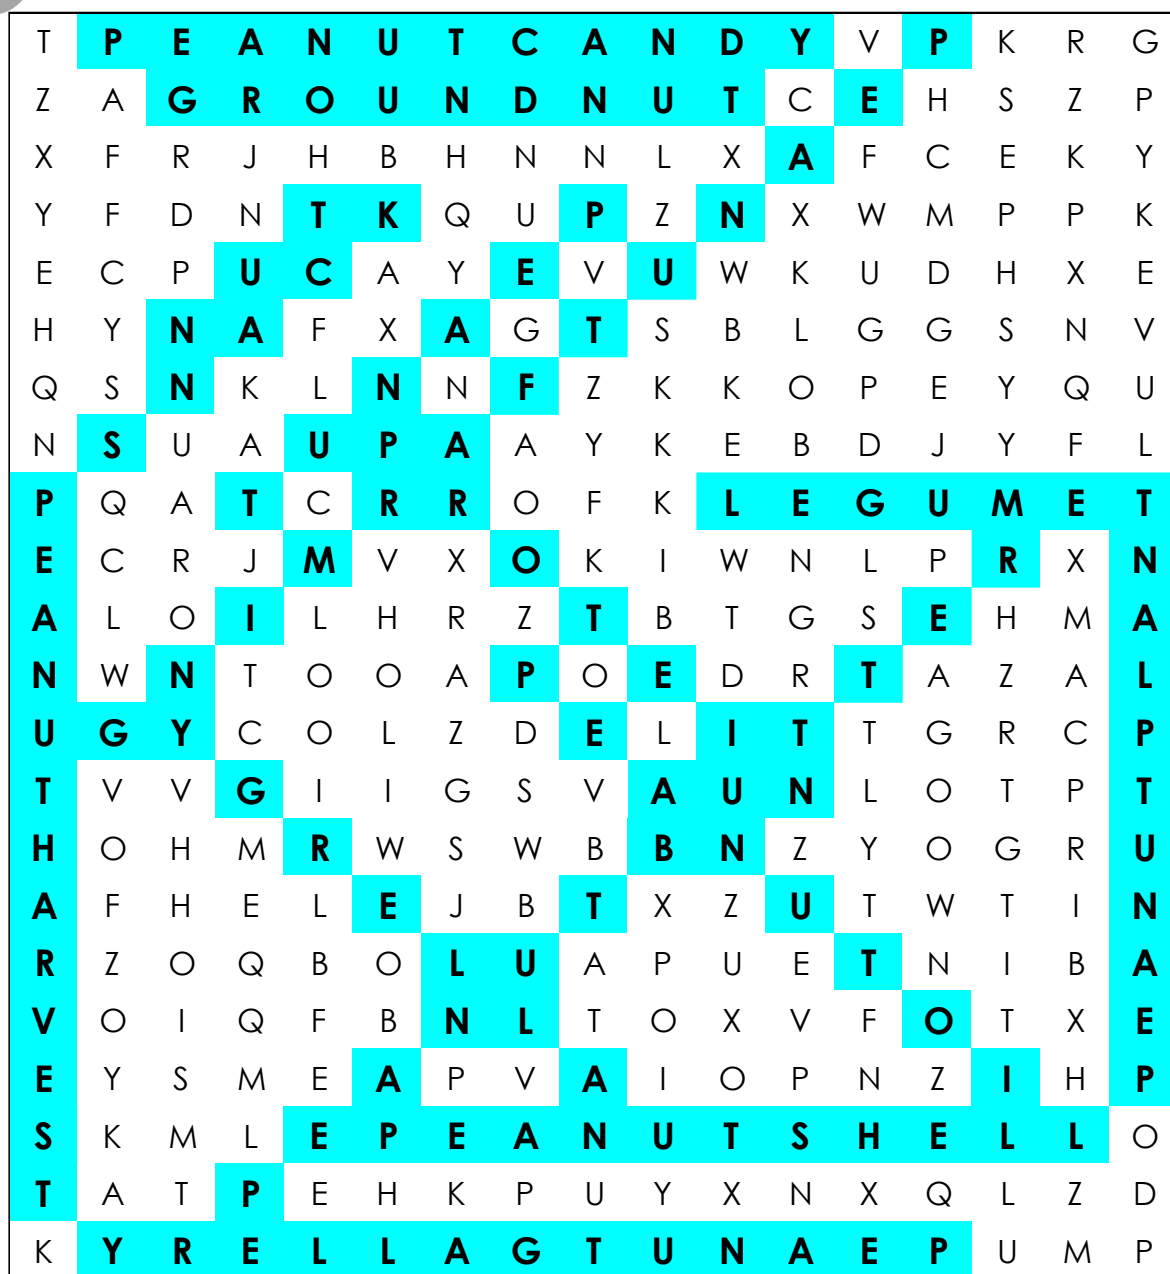 T P E A N U T C A N D Y V P K R G
Z A G R O U N D N U T C E H S Z P
X F R J H B H N N L X A F C E K Y
Y F D N T K Q U P Z N X W M P P K
E C P U C A Y E V U W K U D H X E
H Y N A F X A G T S B L G G S N V
Q S N K L N N F Z K K O P E Y Q U
N S U A U P A A Y K E B D J Y F L
P Q A T C R R O F K L E G U M E T
E C R J M V X O K I W N L P R X N
A L O I L H R Z T B T G S E H M A
N W N T O O A P O E D R T A Z A L
U G Y C O L Z D E L I T T G R C P
T V V G I I G S V A U N L O T P T
H O H M R W S W B B N Z Y O G R U
A F H E L E J B T X Z U T W T I N
R Z O Q B O L U A P U E T N I B A
V O I Q F B N L T O X V F O T X E
E Y S M E A P V A I O P N Z I H P
S K M L E P E A N U T S H E L L O
T A T P E H K P U Y X N X Q L Z D
K Y R E L L A G T U N A E P U M P